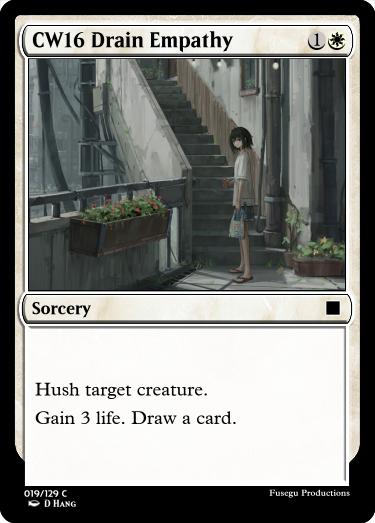 CW16 Drain Empathy 1
Sorcery
Hush target creature.
Gain 3 life. Draw a card.
019/129 C
Fusegu Productions
D Hang